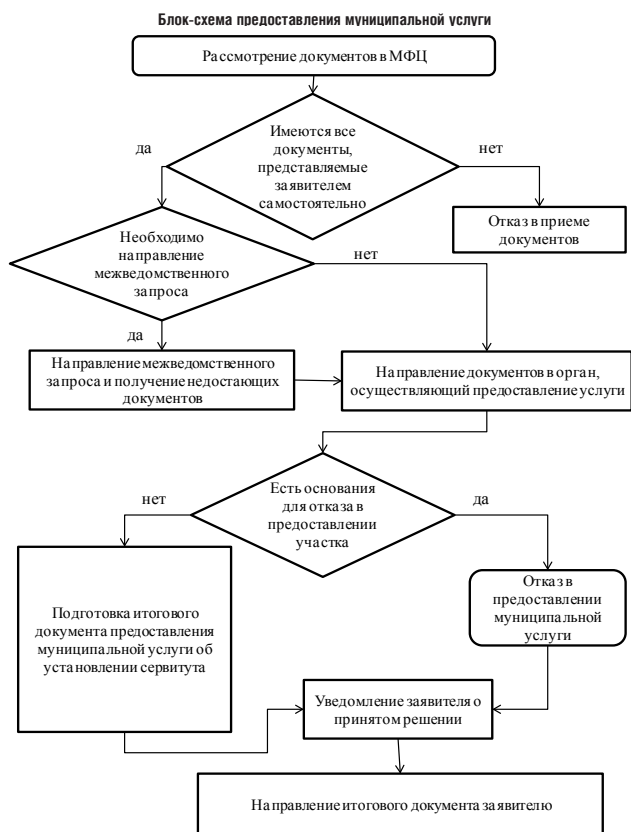 Блок-схема предоставления муниципальной услуги
Рассмотрение документов в МФЦ
Имеются все
документы,
представляемые
заявителем
самостоятельно
да
нет
Отказ в приеме
документов
Необходимо
направление
межведомственного
запроса
нет
да
Направление межведомственного
запроса и получение недостающих
документов
Направление документов в орган,
осуществляющий предоставление услуги
Есть основания
для отказа в
предоставлении
участка
нет
да
Подготовка итогового
документа предоставления
муниципальной услуги об
установлении сервитута
Отказ в
предоставлении
муниципальной
услуги
Уведомление заявителя о
принятом решении
Направление итогового документа заявителю